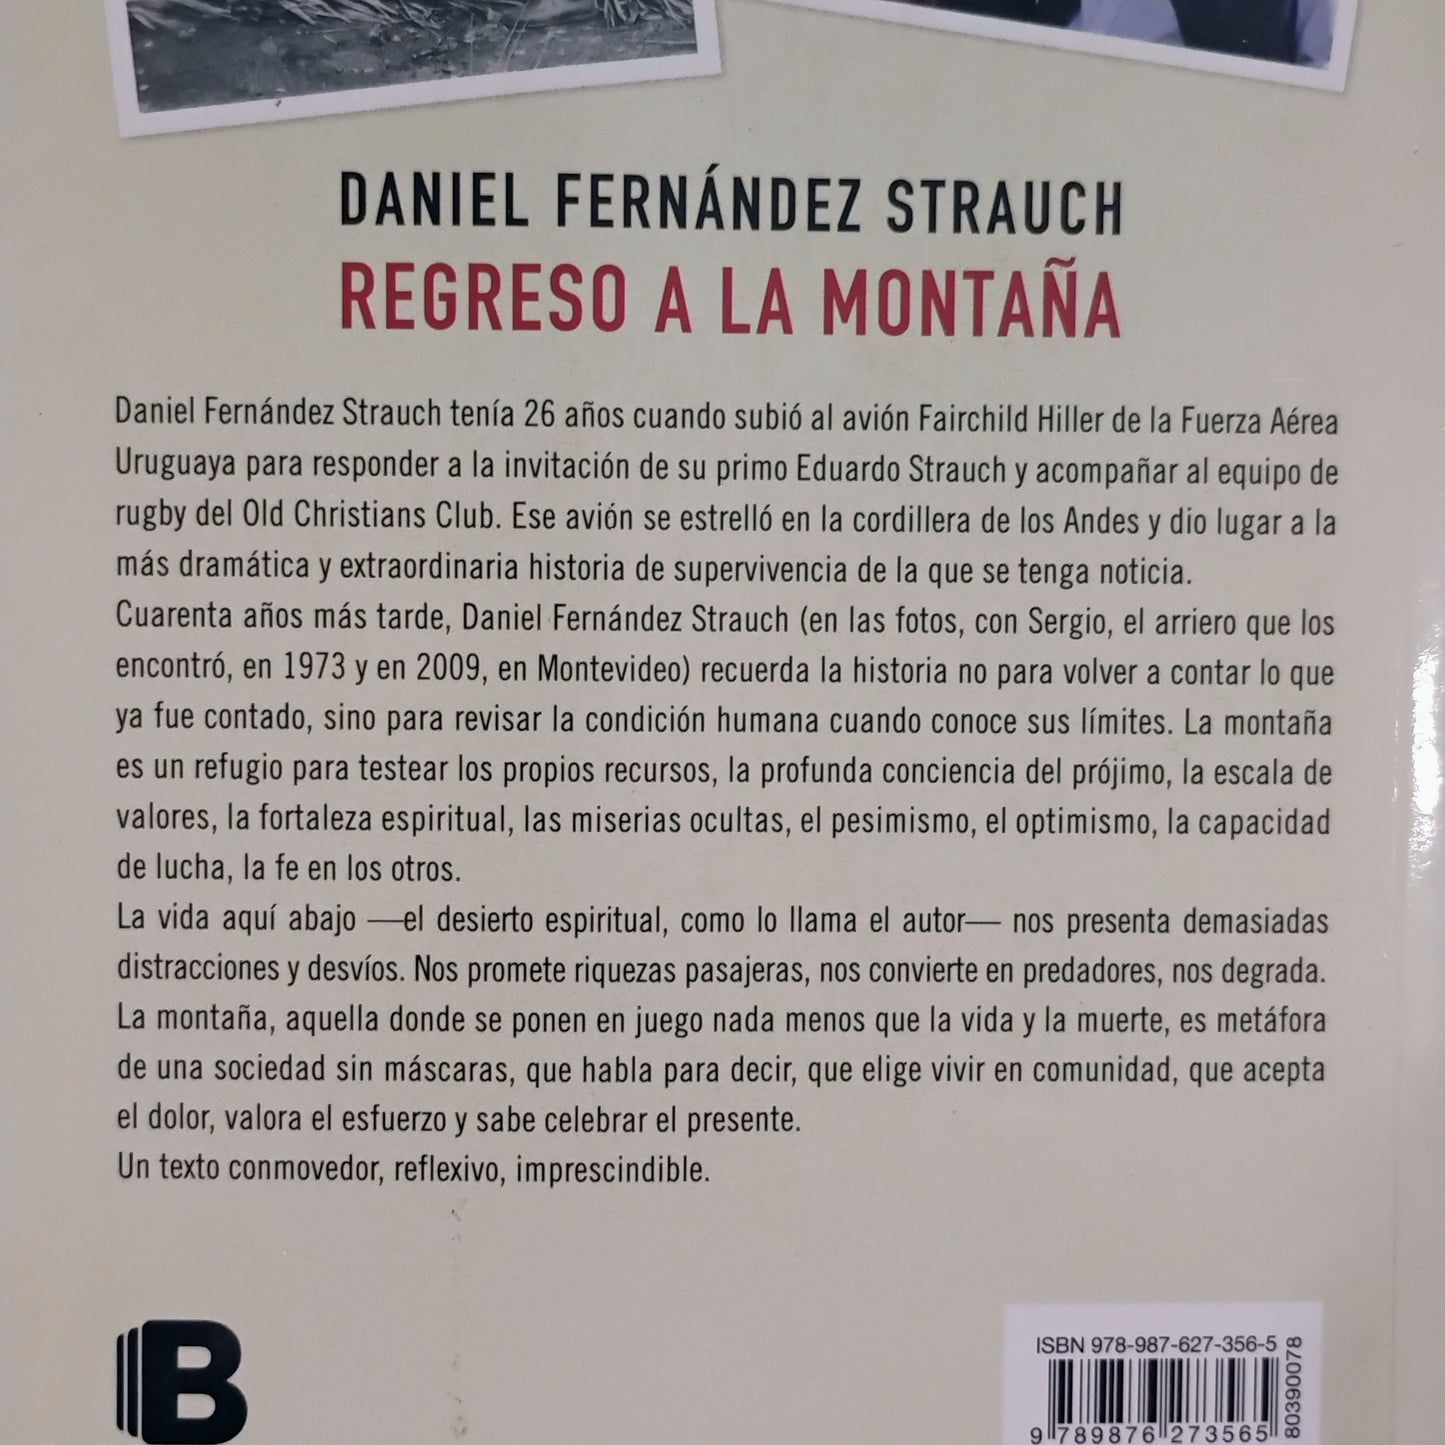 DANIEL FERNÁNDEZ STRAUCH
REGRESO A LA MONTAÑA
Daniel Fernández Strauch tenía 26 años cuando subió al avión Fairchild Hiller de la Fuerza Aérea
Uruguaya para responder a la invitación de su primo Eduardo Strauch y acompañar al equipo de
rugby del Old Christians Club. Ese avión se estrelló en la cordillera de los Andes y dio lugar a la
más dramática y extraordinaria historia de supervivencia de la que se tenga noticia.
Cuarenta años más tarde, Daniel Fernández Strauch (en las fotos, con Sergio, el arriero que los
encontró, en 1973 y en 2009, en Montevideo) recuerda la historia no para volver a contar lo que
ya fue contado, sino para revisar la condición humana cuando conoce sus límites. La montaña
es un refugio para testear los propios recursos, la profunda conciencia del prójimo, la escala de
valores, la fortaleza espiritual, las miserias ocultas, el pesimismo, el optimismo, la capacidad
de lucha, la fe en los otros.
La vida aquí abajo —el desierto espiritual, como lo llama el autor— nos presenta demasiadas
distracciones y desvíos. Nos promete riquezas pasajeras, nos convierte en predadores, nos degrada.
La montaña, aquella donde se ponen en juego nada menos que la vida y la muerte, es metáfora
de una sociedad sin máscaras, que habla para decir, que elige vivir en comunidad, que acepta
el dolor, valora el esfuerzo y sabe celebrar el presente.
Un texto conmovedor, reflexivo, imprescindible.
B
ISBN 978-987-627-356-5
80390078
9 789876 273565